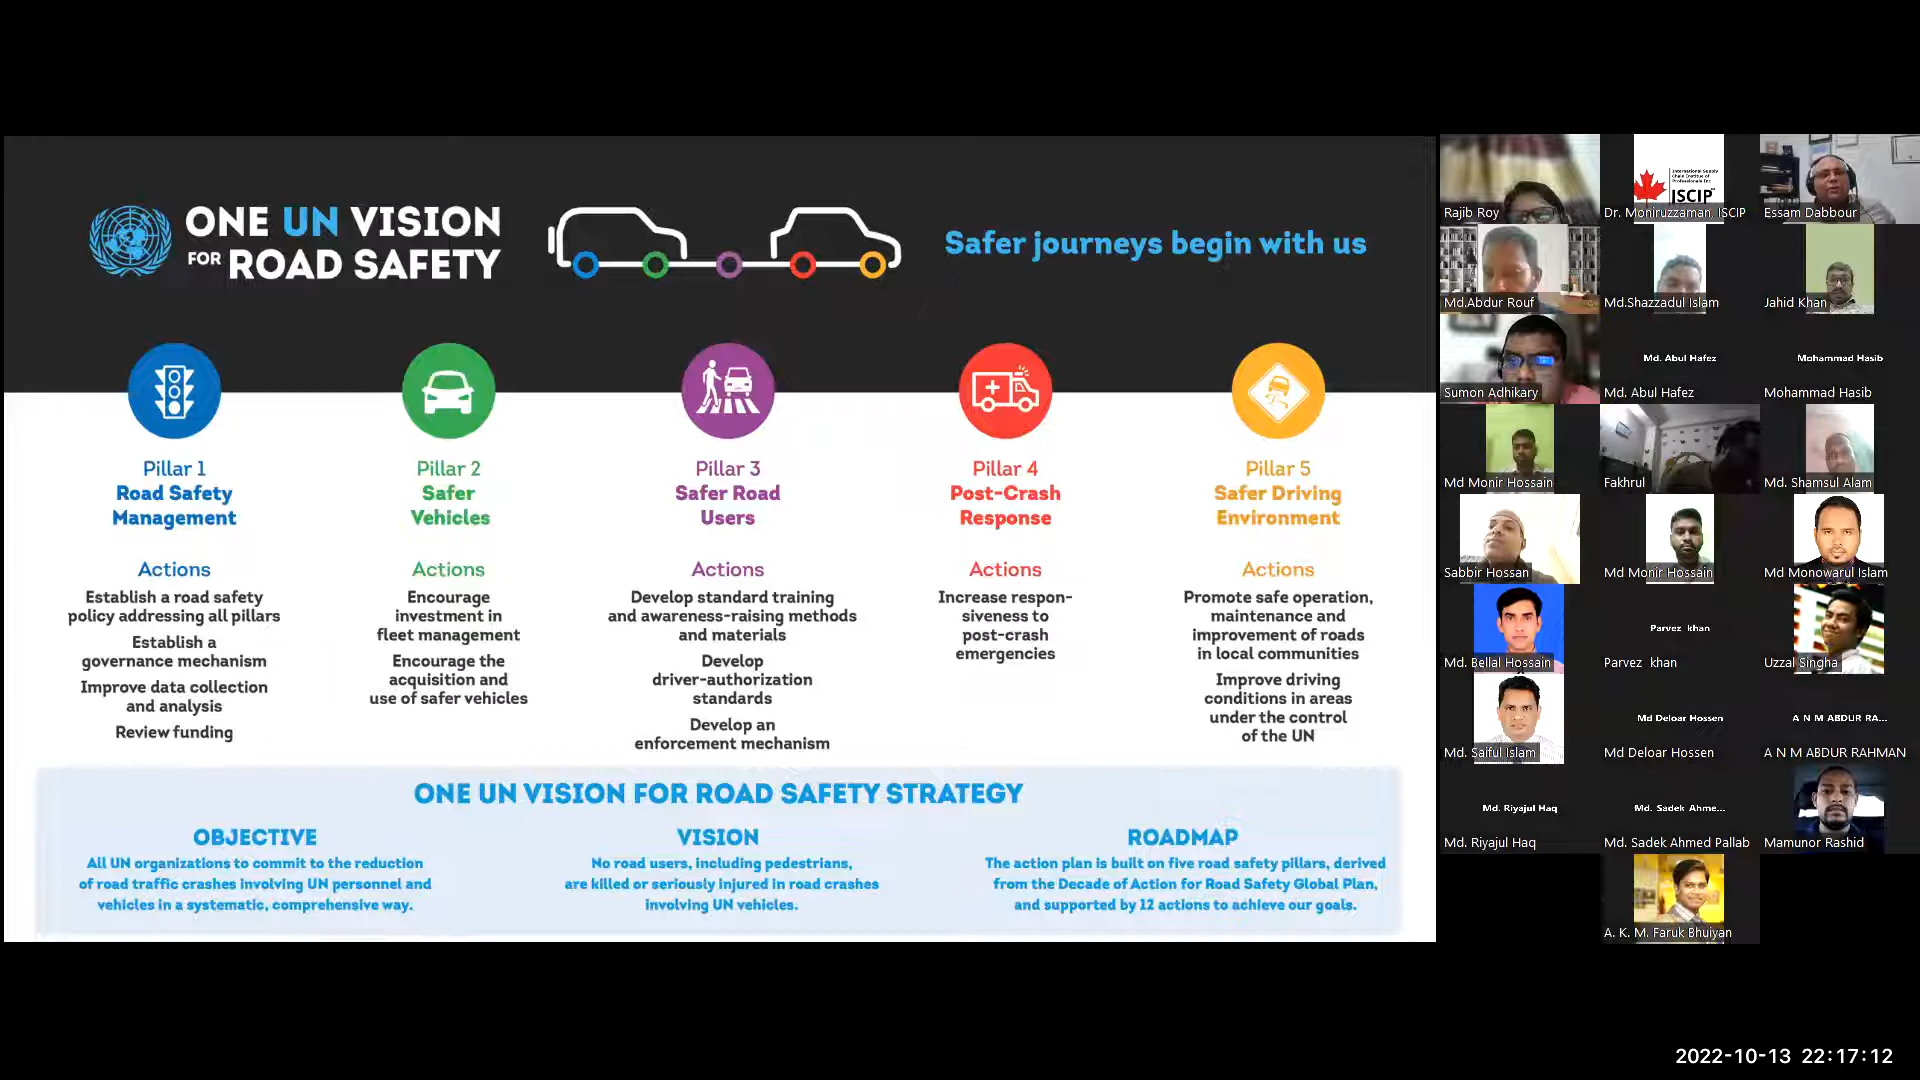 ONE UN VISION
FOR ROAD SAFETY
Safer journeys begin with us
Pillar 1
Road Safety
Management
Actions
Establish a road safety
policy addressing all pillars
Establish a
governance mechanism
Improve data collection
and analysis
Review funding
Pillar 2
Safer
Vehicles
Actions
Encourage
investment in
fleet management
Encourage the
acquisition and
use of safer vehicles
Pillar 3
Safer Road
Users
Actions
Develop standard training
and awareness-raising methods
and materials
Develop
driver-authorization
standards
Develop an
enforcement mechanism
Pillar 4
Post-Crash
Response
Actions
Increase respon-
siveness to
post-crash
emergencies
Pillar 5
Safer Driving
Environment
Actions
Promote safe operation,
maintenance and
improvement of roads
in local communities
Improve driving
conditions in areas
under the control
of the UN
ONE UN VISION FOR ROAD SAFETY STRATEGY
OBJECTIVE
All UN organizations to commit to the reduction
of road traffic crashes involving UN personnel and
vehicles in a systematic, comprehensive way.
VISION
No road users, including pedestrians,
are killed or seriously injured in road crashes
involving UN vehicles.
ROADMAP
The action plan is built on five road safety pillars, derived
from the Decade of Action for Road Safety Global Plan,
and supported by 12 actions to achieve our goals.
Rajib Roy
International Supply
Chain Institute of
Professionals Inc
ISCIP
Dr. Moniruzzaman, ISCIP
Essam Dabbour
Md.Abdur Rouf
Md.Shazzadul Islam
Jahid Khan
Sumon Adhikary
Md. Abul Hafez
Md. Abul Hafez
Mohammad Hasib
Mohammad Hasib
Md Monir Hossain
Fakhrul
Md. Shamsul Alam
Sabbir Hossan
Md Monir Hossain
Md Monowarul Islam
Md. Bellal Hossain
Parvez khan
Parvez khan
Uzzal Singha
Md. Saiful Islam
Md Deloar Hossen
Md Deloar Hossen
A N M ABDUR RA...
A N M ABDUR RAHMAN
Md. Riyajul Haq
Md. Riyajul Haq
Md. Sadek Ahme...
Md. Sadek Ahmed Pallab
Mamunor Rashid
A. K. M. Faruk Bhuiyan
2022-10-13 22:17:12